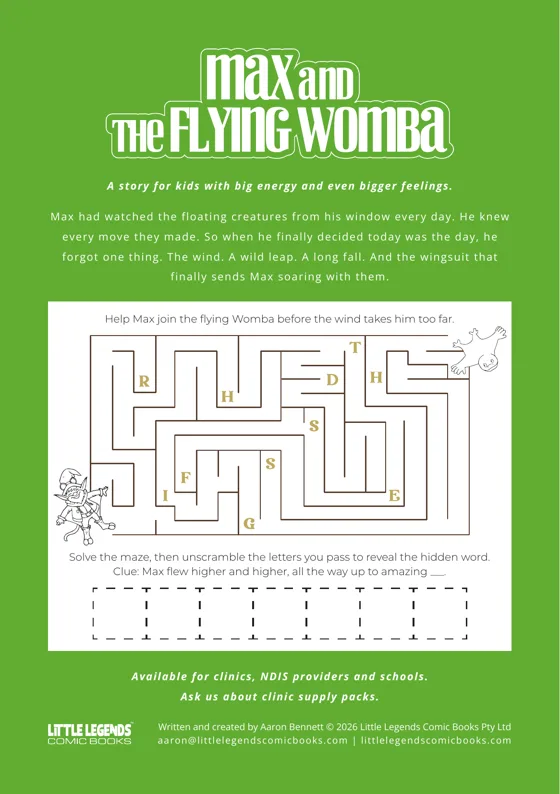 MAX AND
THE FLYING WOMBA
A story for kids with big energy and even bigger feelings.
Max had watched the floating creatures from his window every day. He knew
every move they made. So when he finally decided today was the day, he
forgot one thing. The wind. A wild leap. A long fall. And the wingsuit that
finally sends Max soaring with them.
Help Max join the flying Womba before the wind takes him too far.
T
R
D
H
H
S
S
F
I
E
G
Solve the maze, then unscramble the letters you pass to reveal the hidden word.
Clue: Max flew higher and higher, all the way up to amazing ___.
Available for clinics, NDIS providers and schools.
Ask us about clinic supply packs.
LITTLE LEGENDS
COMIC BOOKS
Written and created by Aaron Bennett © 2026 Little Legends Comic Books Pty Ltd
aaron@littlelegendscomicbooks.com | littlelegendscomicbooks.com